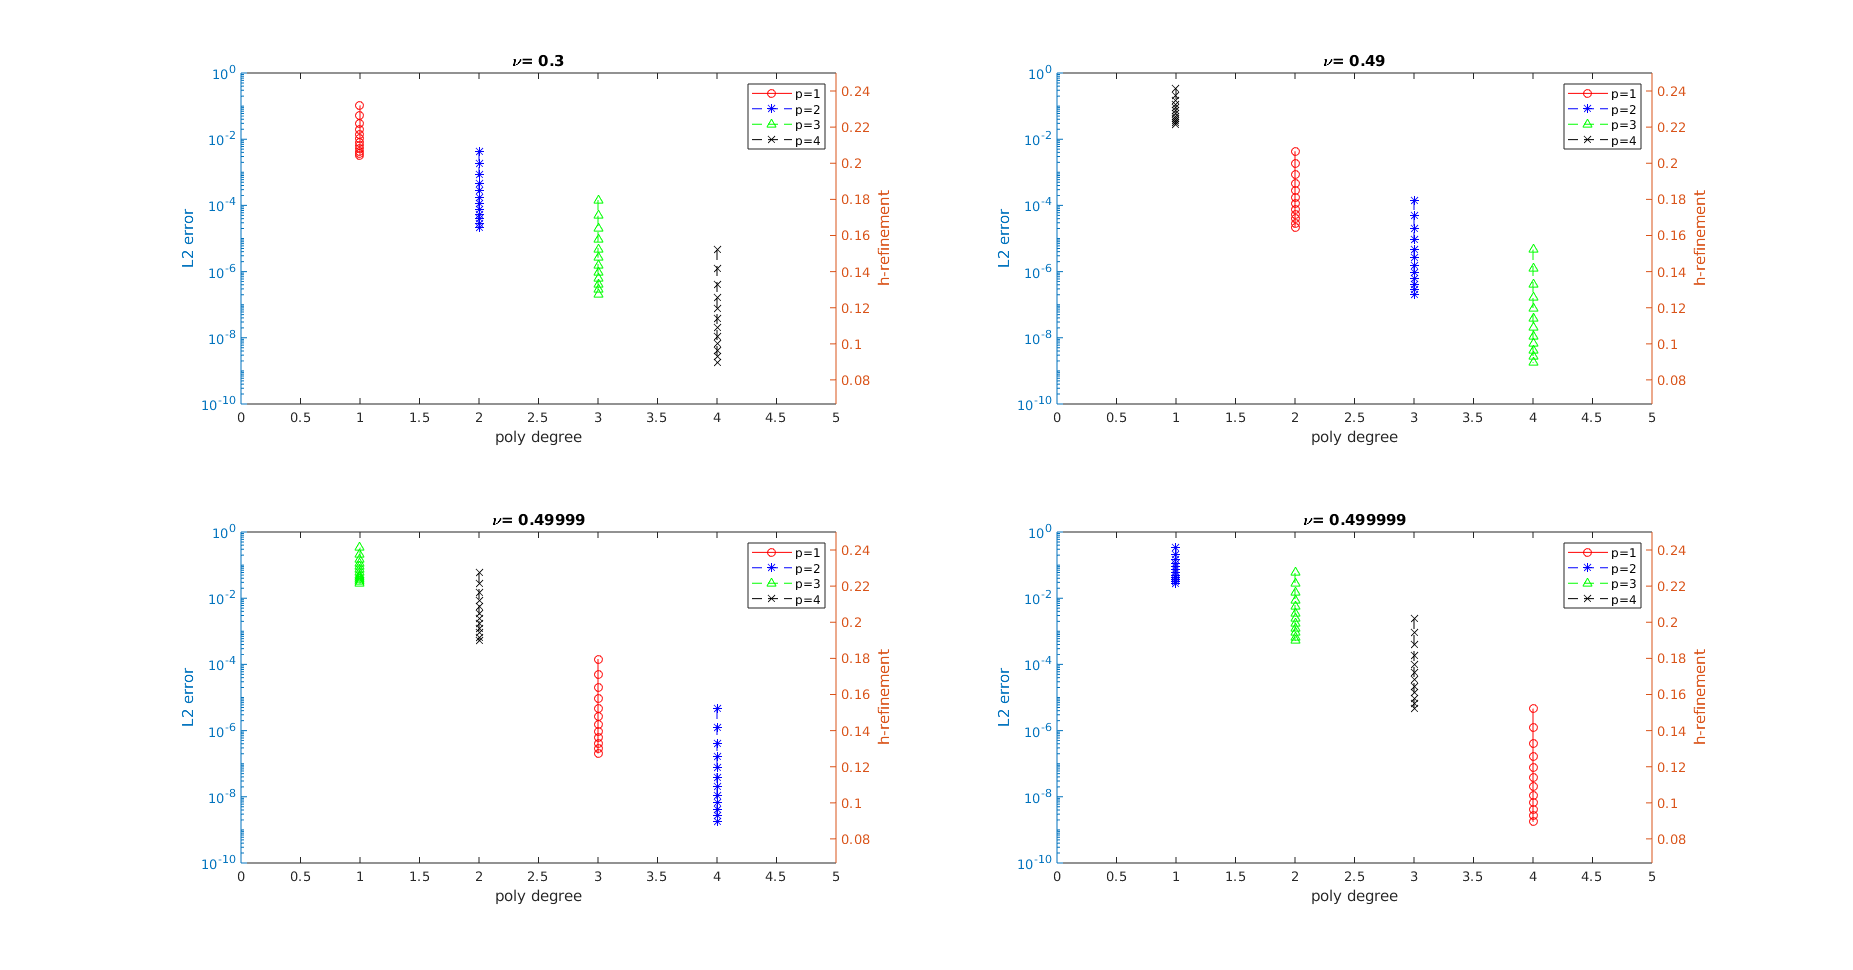 ν= 0.3
10^0
10^-2
10^-4
10^-6
10^-8
10^-10
L2 error
0.24
0.22
0.2
0.18
0.16
0.14
0.12
0.1
0.08
h-refinement
p=1
p=2
p=3
p=4
0 0.5 1 1.5 2 2.5 3 3.5 4 4.5 5
poly degree
ν= 0.49
10^0
10^-2
10^-4
10^-6
10^-8
10^-10
L2 error
0.24
0.22
0.2
0.18
0.16
0.14
0.12
0.1
0.08
h-refinement
p=1
p=2
p=3
p=4
0 0.5 1 1.5 2 2.5 3 3.5 4 4.5 5
poly degree
ν= 0.49999
10^0
10^-2
10^-4
10^-6
10^-8
10^-10
L2 error
0.24
0.22
0.2
0.18
0.16
0.14
0.12
0.1
0.08
h-refinement
p=1
p=2
p=3
p=4
0 0.5 1 1.5 2 2.5 3 3.5 4 4.5 5
poly degree
ν= 0.499999
10^0
10^-2
10^-4
10^-6
10^-8
10^-10
L2 error
0.24
0.22
0.2
0.18
0.16
0.14
0.12
0.1
0.08
h-refinement
p=1
p=2
p=3
p=4
0 0.5 1 1.5 2 2.5 3 3.5 4 4.5 5
poly degree